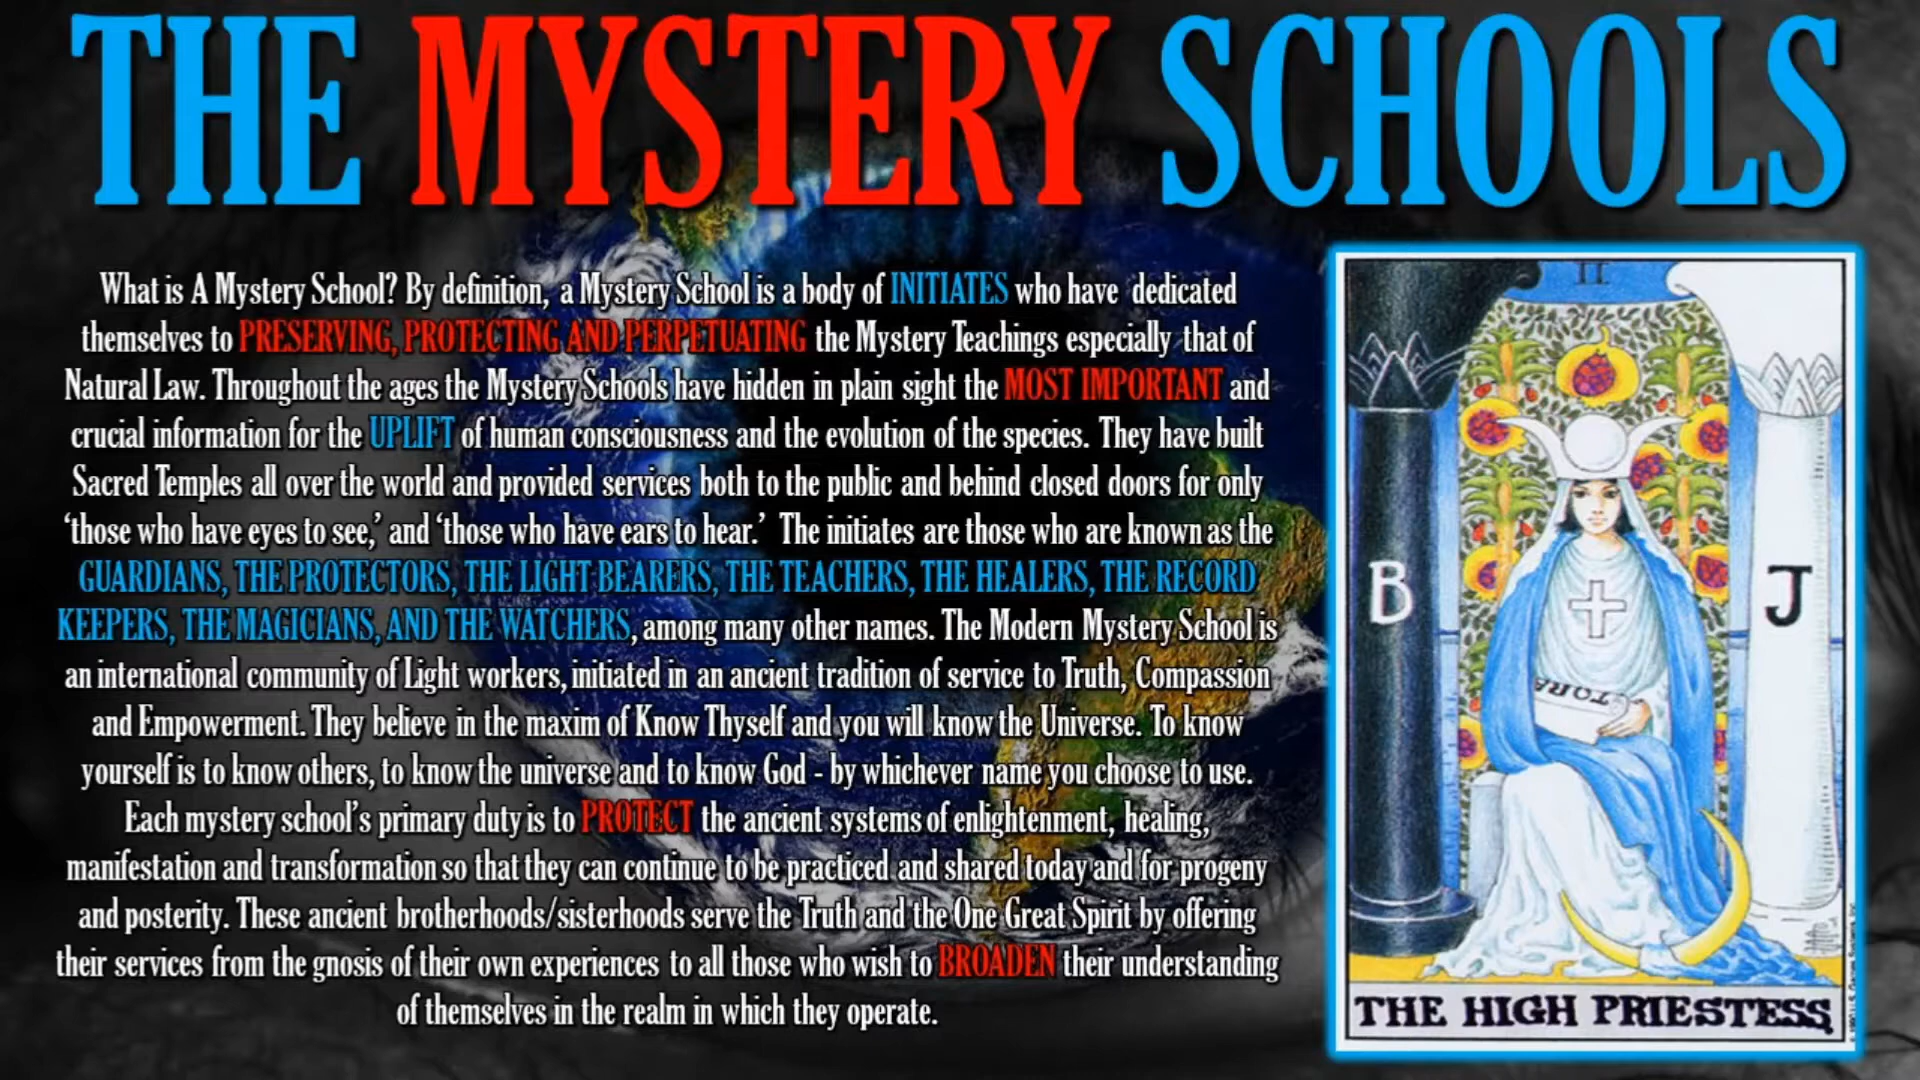 THE MYSTERY SCHOOLS
What is A Mystery School? By definition, a Mystery School is a body of INITIATES who have dedicated
themselves to PRESERVING, PROTECTING AND PERPETUATING the Mystery Teachings especially that of
Natural Law. Throughout the ages the Mystery Schools have hidden in plain sight the MOST IMPORTANT and
crucial information for the UPLIFT of human consciousness and the evolution of the species. They have built
Sacred Temples all over the world and provided services both to the public and behind closed doors for only
‘those who have eyes to see,’ and ‘those who have ears to hear.’ The initiates are those who are known as the
GUARDIANS, THE PROTECTORS, THE LIGHT BEARERS, THE TEACHERS, THE HEALERS, THE RECORD
KEEPERS, THE MAGICIANS, AND THE WATCHERS, among many other names. The Modern Mystery School is
an international community of Light workers, initiated in an ancient tradition of service to Truth, Compassion
and Empowerment. They believe in the maxim of Know Thyself and you will know the Universe. To know
yourself is to know others, to know the universe and to know God - by whichever name you choose to use.
Each mystery school's primary duty is to PROTECT the ancient systems of enlightenment, healing,
manifestation and transformation so that they can continue to be practiced and shared today and for progeny
and posterity. These ancient brotherhoods/sisterhoods serve the Truth and the One Great Spirit by offering
their services from the gnosis of their own experiences to all those who wish to BROADEN their understanding
of themselves in the realm in which they operate.
II
B
J
TORA
THE HIGH PRIESTESS